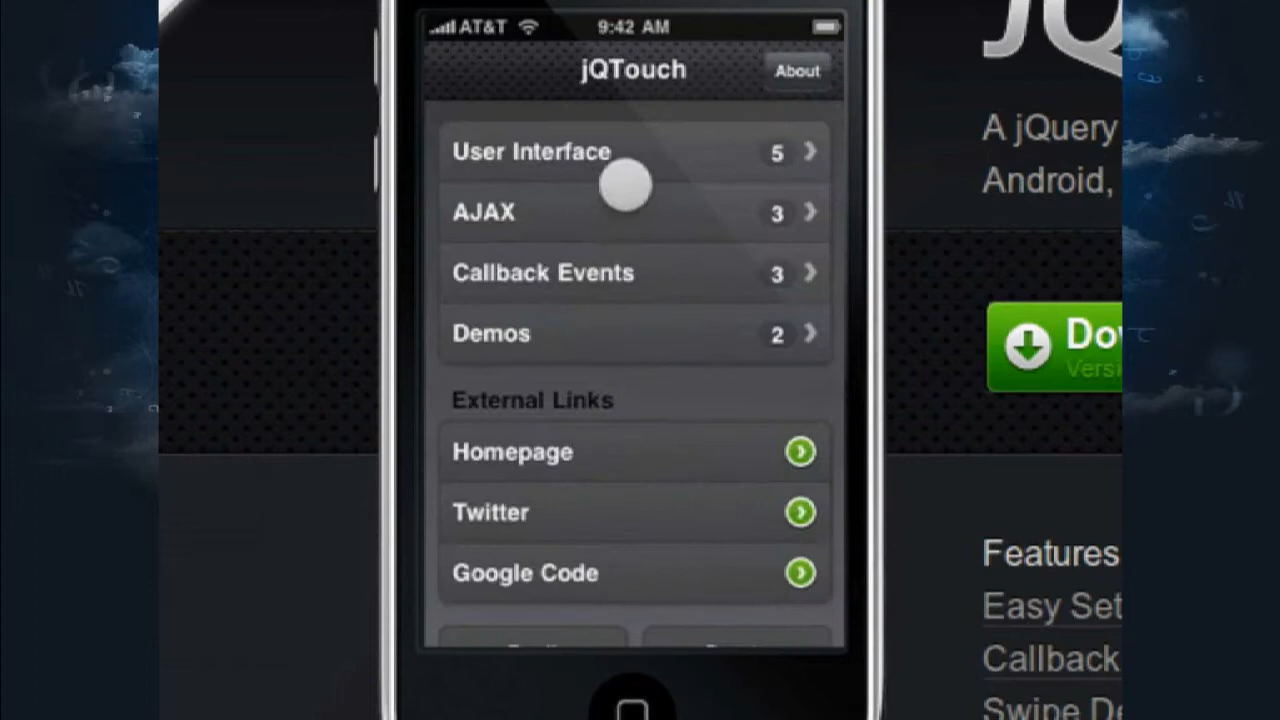 AT&T 9:42 AM
jQTouch
About
User Interface 5
AJAX 3
Callback Events 3
Demos 2
External Links
Homepage
Twitter
Google Code
jQ
A jQuery
Android,
Features
Easy Set
Callback